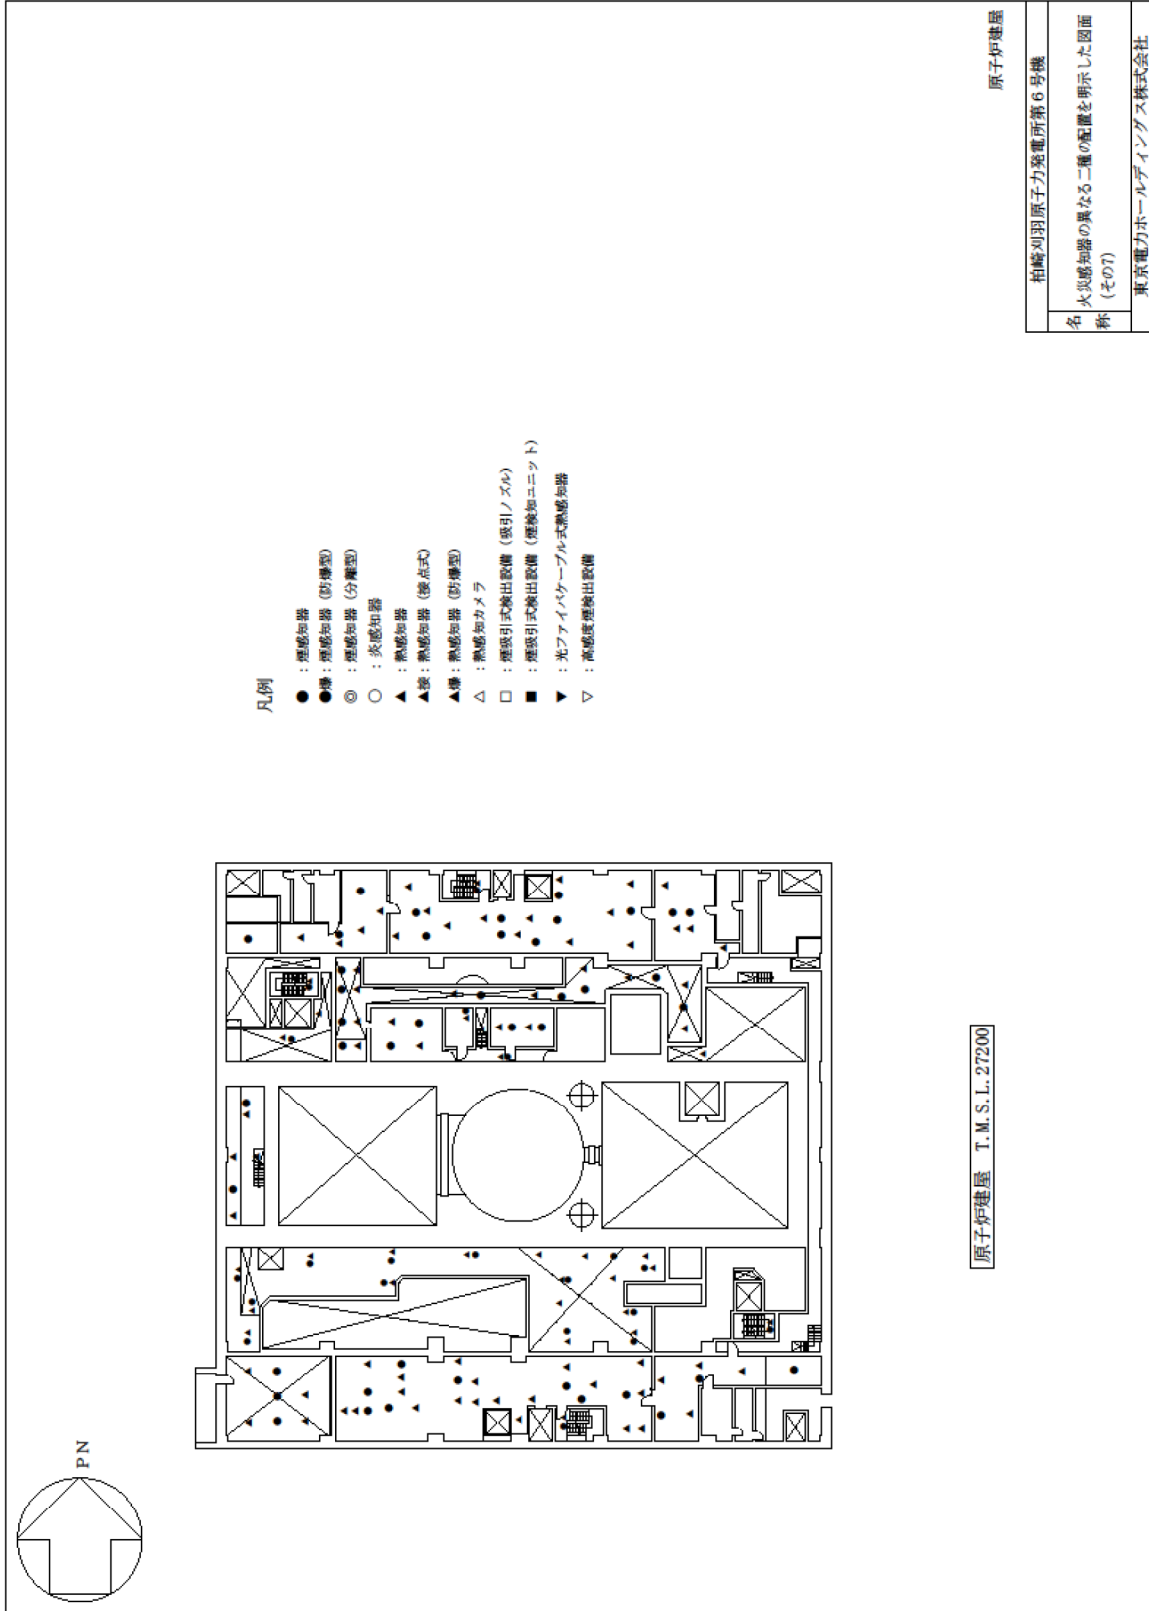 PN
凡例
● : 煙感知器
●爆 : 煙感知器 (防爆型)
◎ : 煙感知器 (分離型)
○ : 炎感知器
▲ : 熱感知器
▲接 : 熱感知器 (接点式)
▲爆 : 熱感知器 (防爆型)
△ : 熱感知カメラ
□ : 煙吸引式検出設備 (吸引ノズル)
■ : 煙吸引式検出設備 (煙検知ユニット)
▼ : 光ファイバケーブル式熱感知器
▽ : 高感度煙検出設備
原子炉建屋 T.M.S.L.27200
原子炉建屋
柏崎刈羽原子力発電所第6号機
名称
火災感知器の異なる二種の配置を明示した図面
(その7)
東京電力ホールディングス株式会社